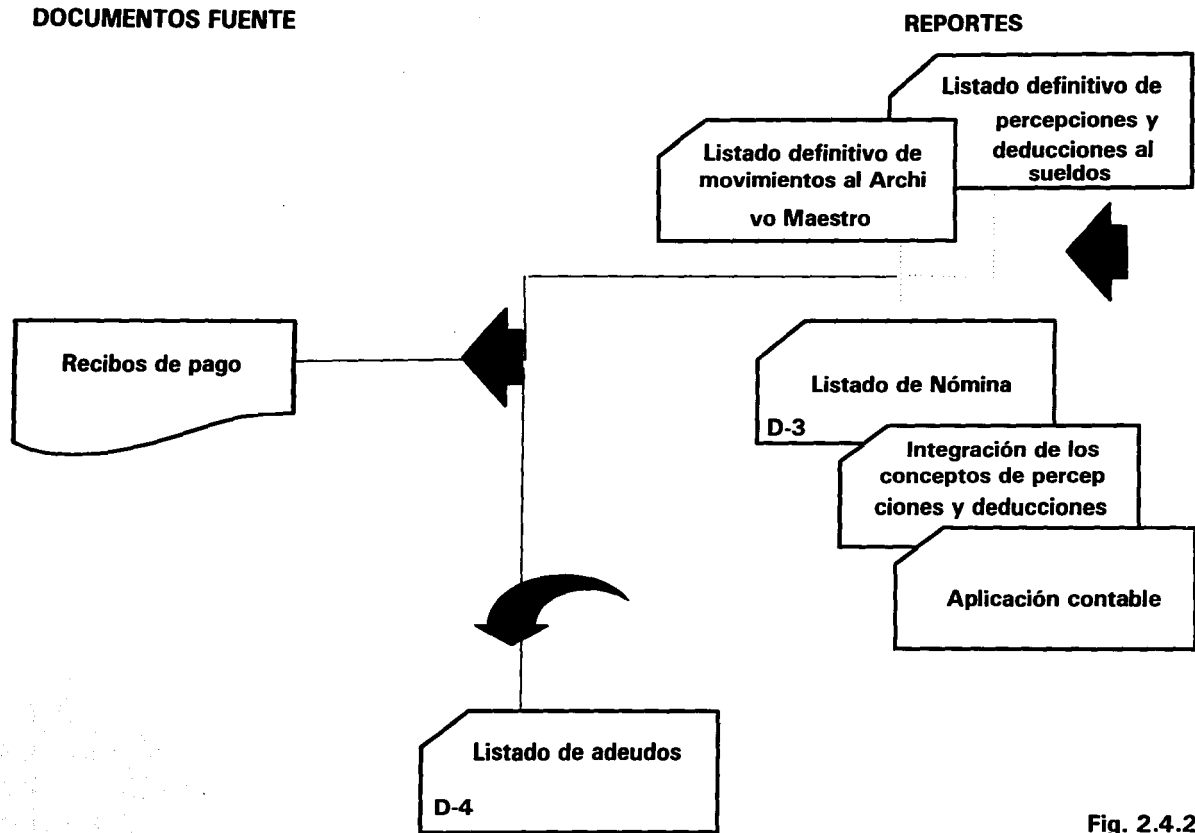 DOCUMENTOS FUENTE
REPORTES
Listado definitivo de
percepciones y
deducciones al
sueldos
Listado definitivo de
movimientos al Archi
vo Maestro
Recibos de pago
Listado de Nómina
D-3
Integración de los
conceptos de percep
ciones y deducciones
Aplicación contable
Listado de adeudos
D-4
Fig. 2.4.2